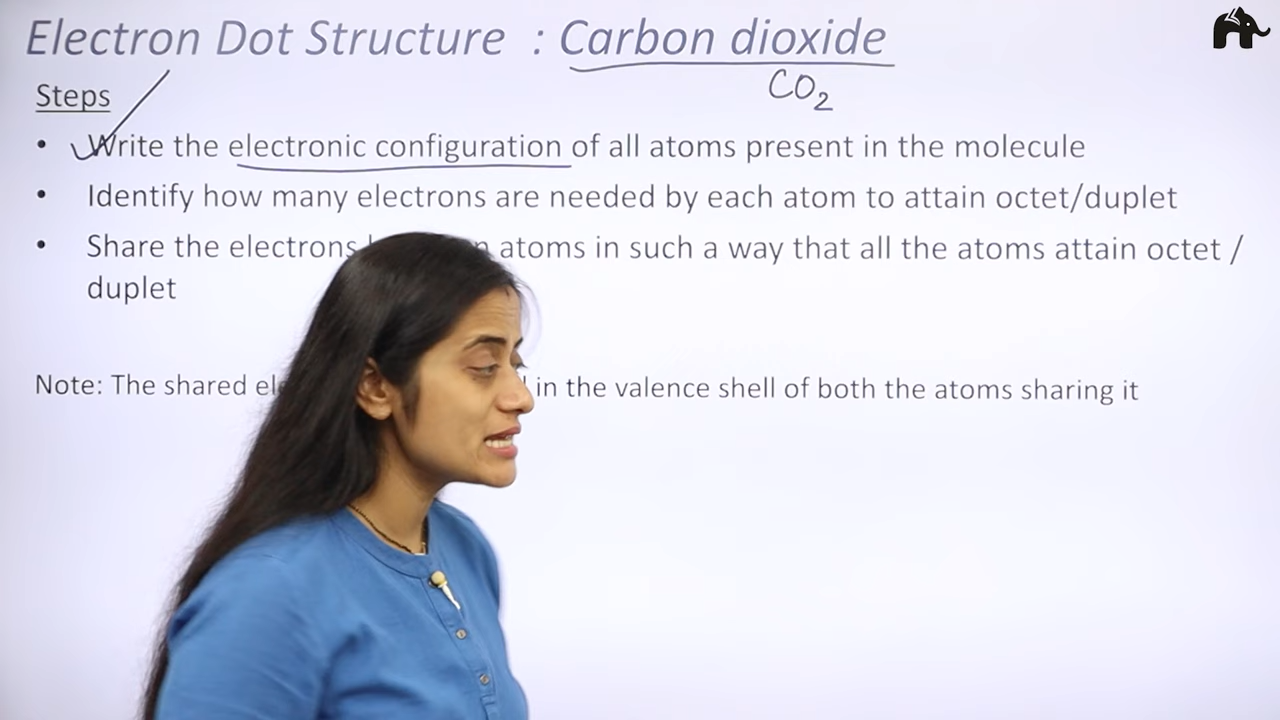 Electron Dot Structure : Carbon dioxide
CO2
Steps
• Write the electronic configuration of all atoms present in the molecule
• Identify how many electrons are needed by each atom to attain octet/duplet
• Share the electrons atoms in such a way that all the atoms attain octet /
duplet
Note: The shared in the valence shell of both the atoms sharing it